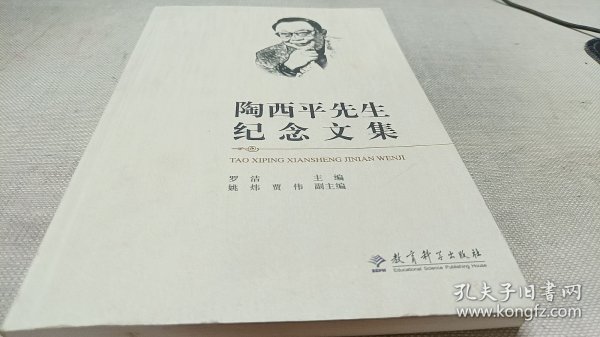 陶西平先生
纪念文集
TAO XIPING XIANSHENG JINIAN WENJI
罗 洁 主 编
姚 炜 贾 伟 副主编
ESPH
教育科学出版社
Educational Science Publishing House
孔夫子旧书网
www.kongfz.com